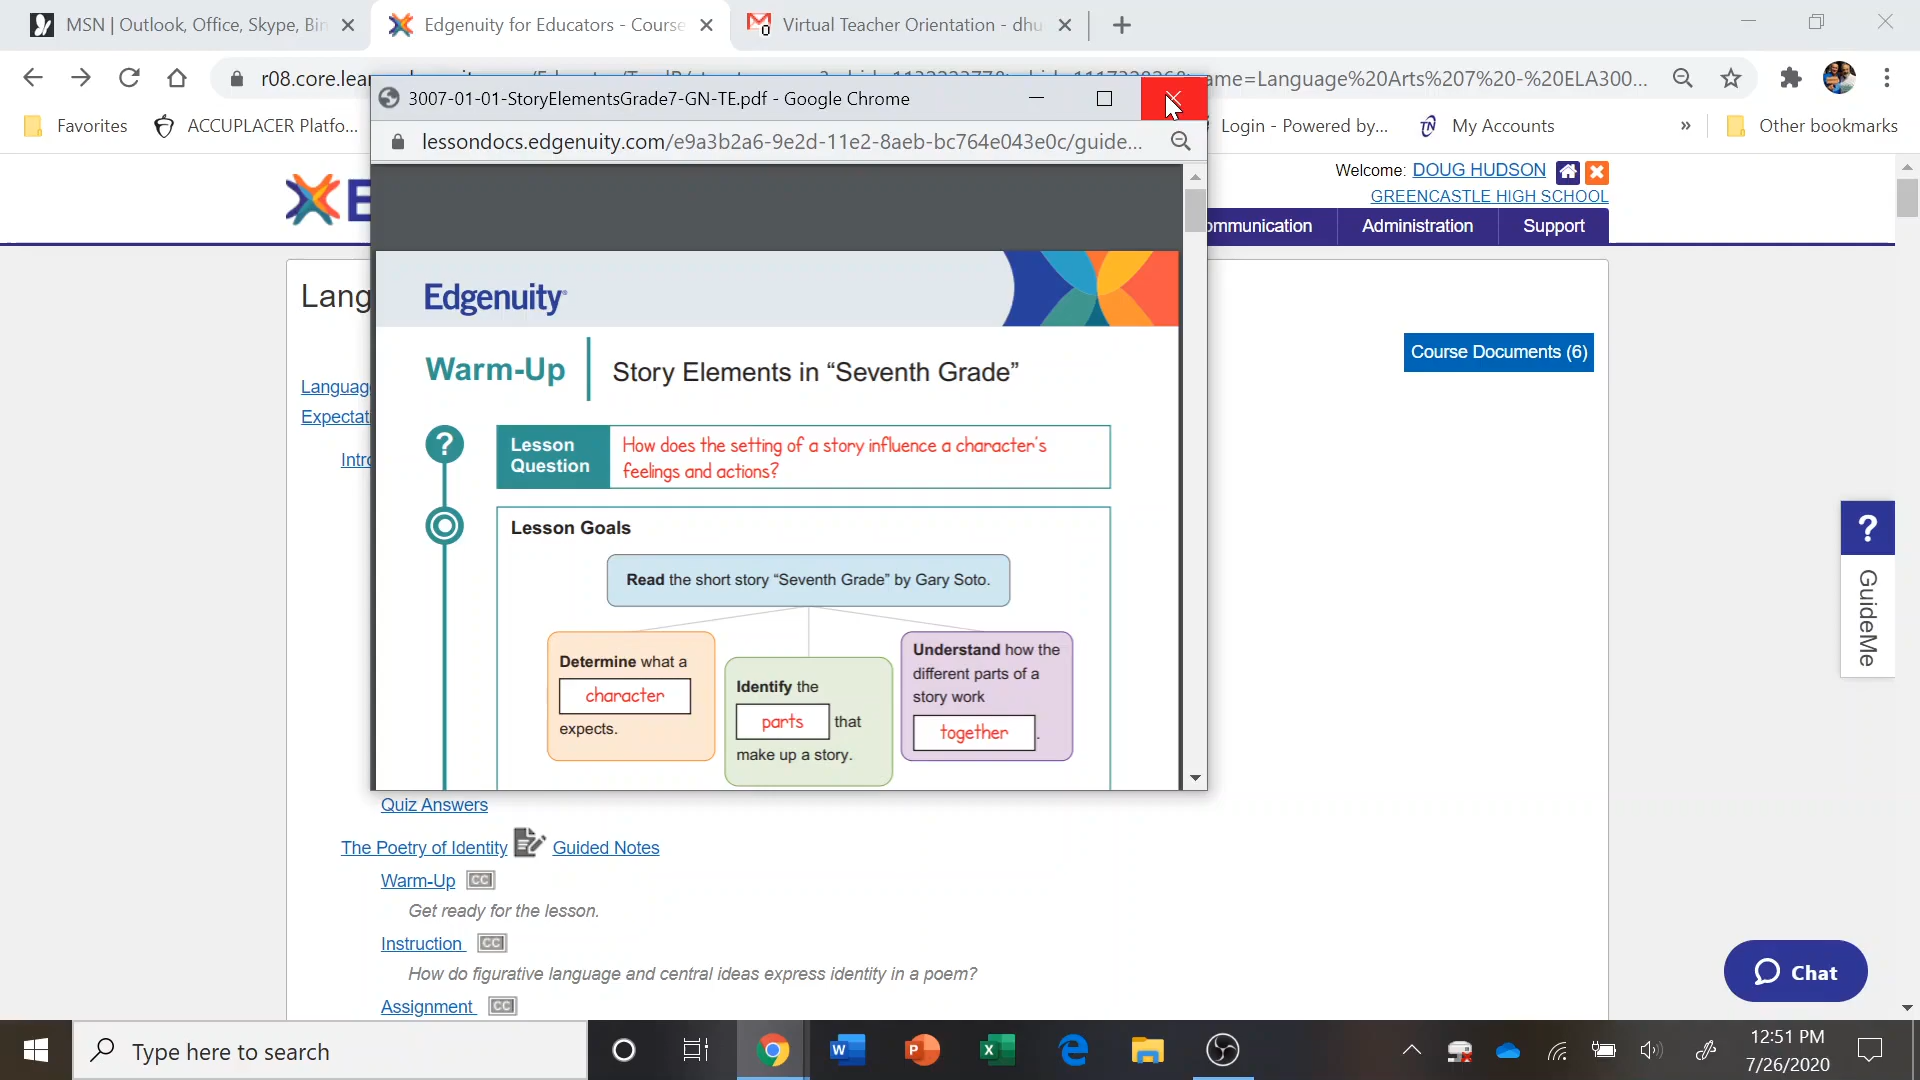 MSN | Outlook, Office, Skype, Bin
Edgenuity for Educators - Course
Virtual Teacher Orientation - dhu
r08.core.lea
ame=Language%20Arts%207%20-%20ELA300...
Favorites
ACCUPLACER Platfo...
Login - Powered by...
My Accounts
»
Other bookmarks
3007-01-01-StoryElementsGrade7-GN-TE.pdf - Google Chrome
lessondocs.edgenuity.com/e9a3b2a6-9e2d-11e2-8aeb-bc764e043e0c/guide...
Welcome: DOUG HUDSON
GREENCASTLE HIGH SCHOOL
ommunication
Administration
Support
Lang
Course Documents (6)
Language
Expectat
Intro
Edgenuity
Warm-Up
Story Elements in “Seventh Grade”
?
Lesson
Question
How does the setting of a story influence a character's
feelings and actions?
Lesson Goals
Read the short story “Seventh Grade” by Gary Soto.
Determine what a
character
expects.
Identify the
parts that
make up a story.
Understand how the
different parts of a
story work
together.
Quiz Answers
The Poetry of Identity Guided Notes
Warm-Up CC
Get ready for the lesson.
Instruction CC
How do figurative language and central ideas express identity in a poem?
Assignment CC
?
GuideMe
Chat
Type here to search
12:51 PM
7/26/2020